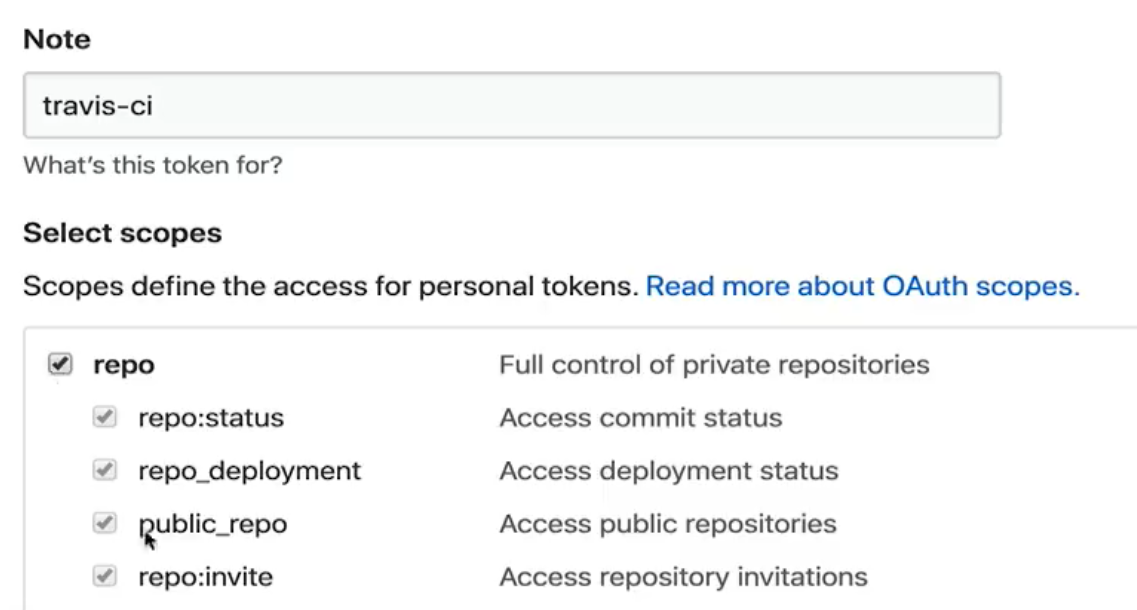 Note
travis-ci
What's this token for?
Select scopes
Scopes define the access for personal tokens. Read more about OAuth scopes.
repo Full control of private repositories
repo:status Access commit status
repo_deployment Access deployment status
public_repo Access public repositories
repo:invite Access repository invitations